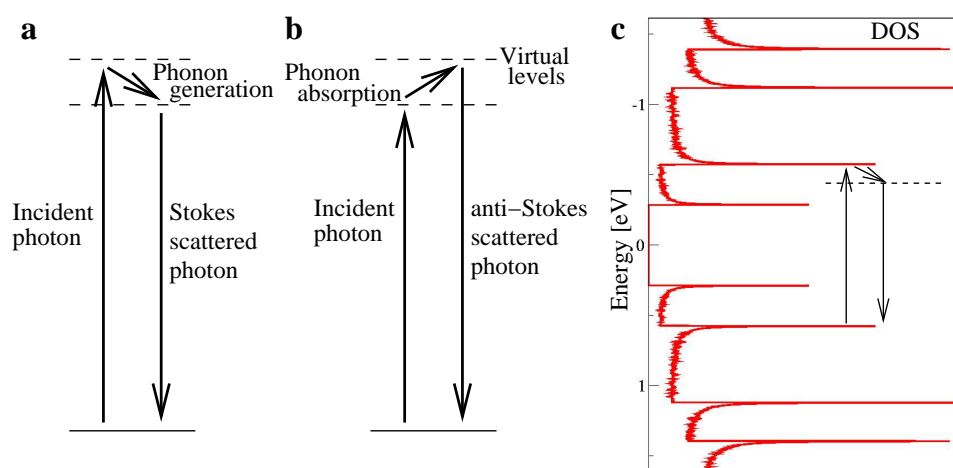 a
Phonon
generation
Incident
photon
Stokes
scattered
photon
b
Phonon
absorption
Virtual
levels
Incident
photon
anti−Stokes
scattered
photon
c
DOS
Energy [eV]
-1
0
1